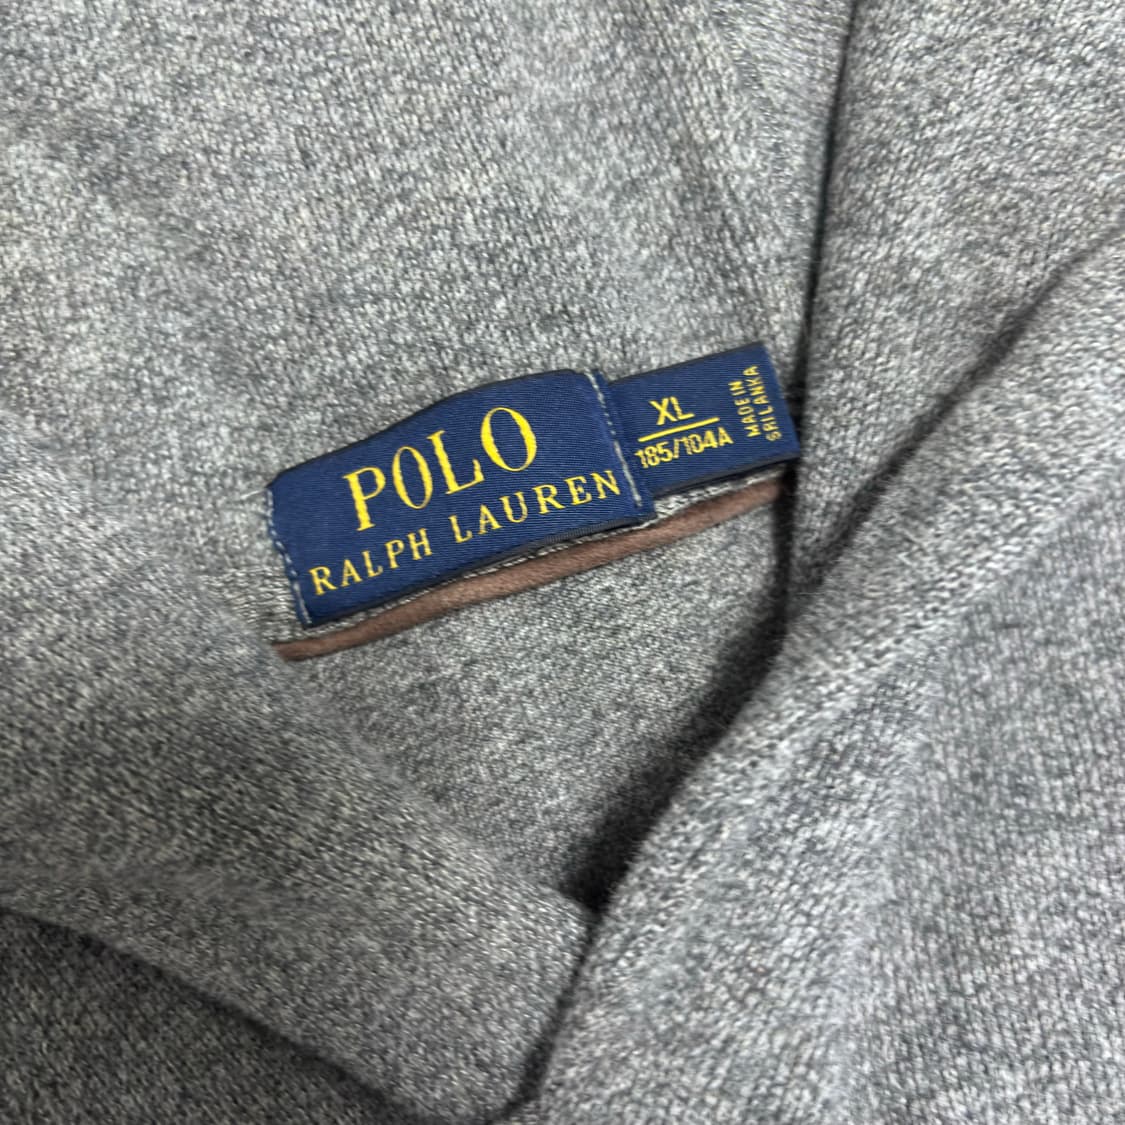 POLO
RALPH LAUREN
XL
185/104A
MADE IN
SRI LANKA